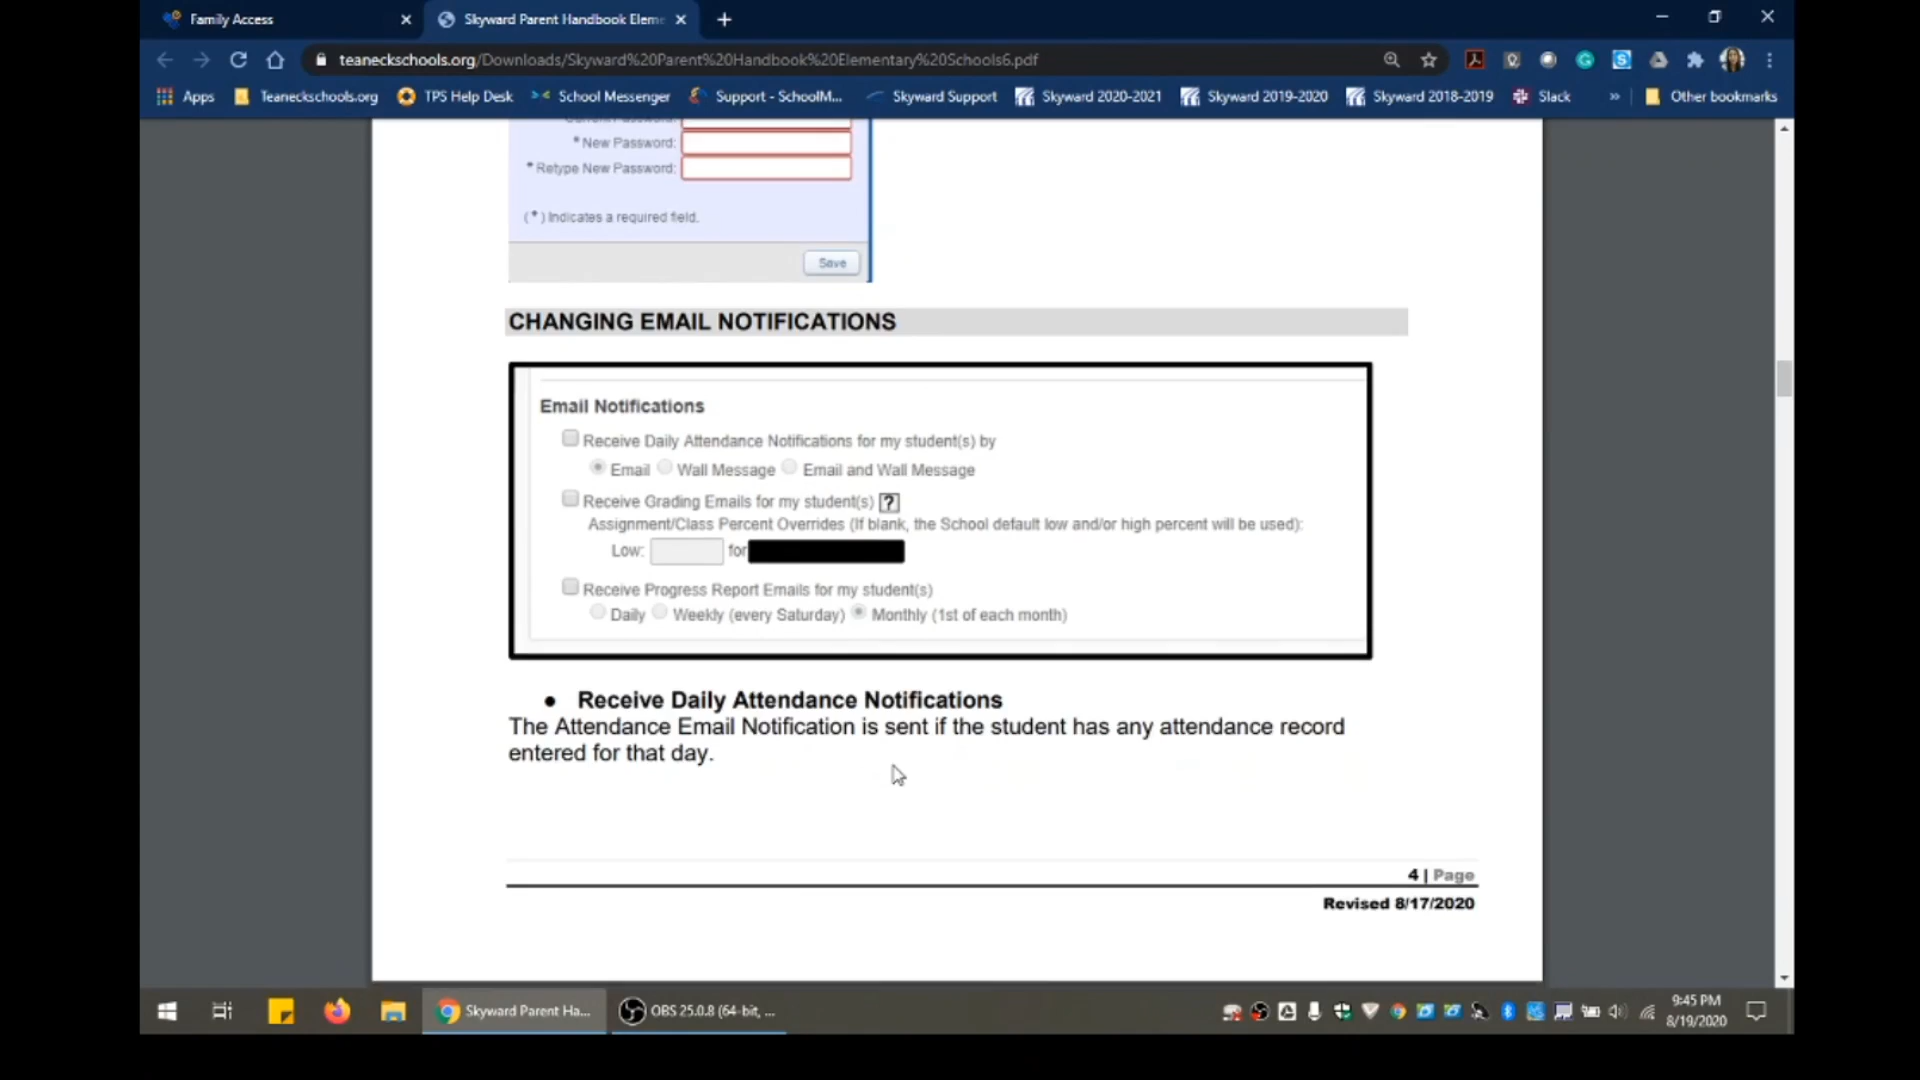 Family Access
Skyward Parent Handbook Eleme
teaneckschools.org/Downloads/Skyward%20Parent%20Handbook%20Elementary%20Schools6.pdf
Apps Teaneckschools.org TPS Help Desk School Messenger Support - SchoolM... Skyward Support Skyward 2020-2021 Skyward 2019-2020 Skyward 2018-2019 Slack » Other bookmarks
Current Password:
* New Password:
* Retype New Password:
(*) Indicates a required field.
Save
CHANGING EMAIL NOTIFICATIONS
Email Notifications
Receive Daily Attendance Notifications for my student(s) by
Email Wall Message Email and Wall Message
Receive Grading Emails for my student(s) ?
Assignment/Class Percent Overrides (If blank, the School default low and/or high percent will be used):
Low: for
Receive Progress Report Emails for my student(s)
Daily Weekly (every Saturday) Monthly (1st of each month)
● Receive Daily Attendance Notifications
The Attendance Email Notification is sent if the student has any attendance record
entered for that day.
4 | Page
Revised 8/17/2020
Skyward Parent Ha... OBS 25.0.8 (64-bit, ...
9:45 PM
8/19/2020